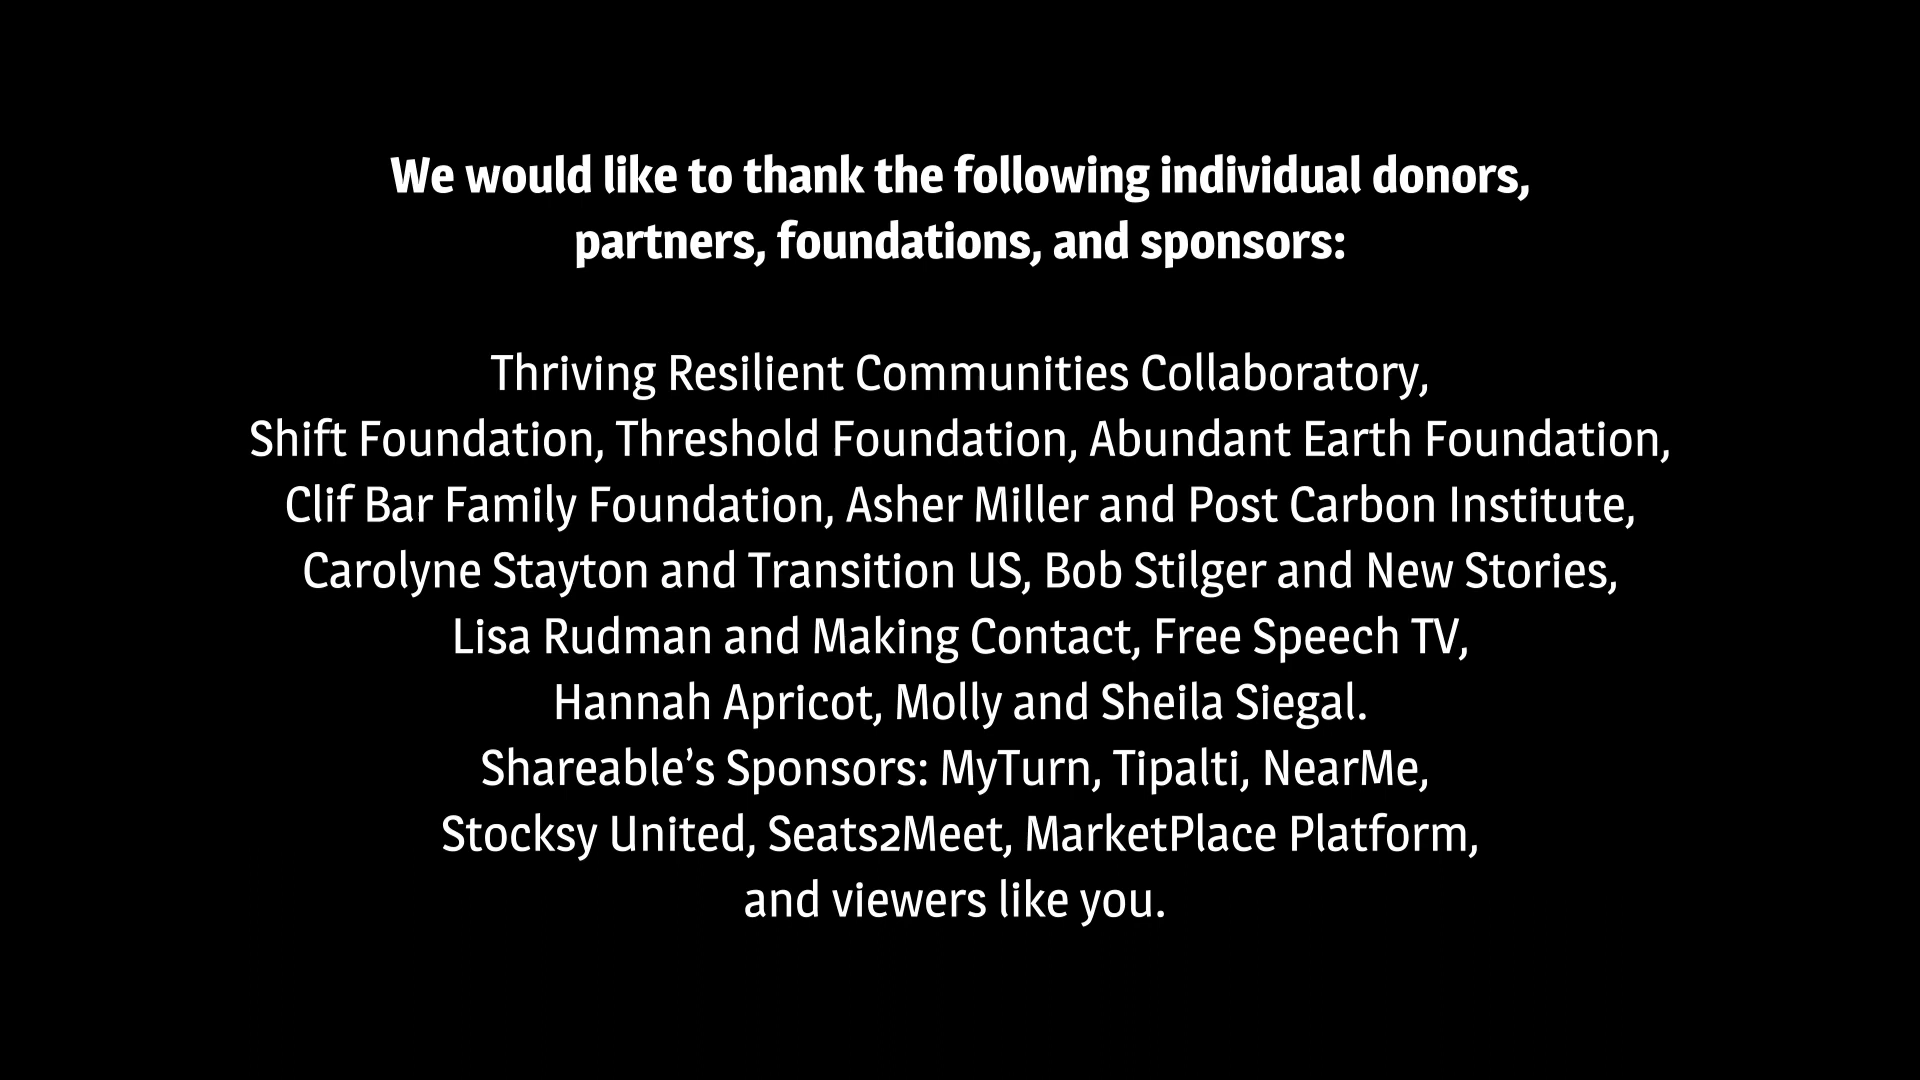 We would like to thank the following individual donors,
partners, foundations, and sponsors:
Thriving Resilient Communities Collaboratory,
Shift Foundation, Threshold Foundation, Abundant Earth Foundation,
Clif Bar Family Foundation, Asher Miller and Post Carbon Institute,
Carolyne Stayton and Transition US, Bob Stilger and New Stories,
Lisa Rudman and Making Contact, Free Speech TV,
Hannah Apricot, Molly and Sheila Siegal.
Shareable’s Sponsors: MyTurn, Tipalti, NearMe,
Stocksy United, Seats2Meet, MarketPlace Platform,
and viewers like you.